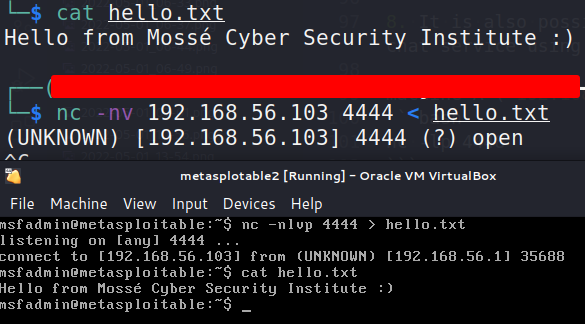 └─$ cat hello.txt
Hello from Mossé Cyber Security Institute :)
┌──(
└─$ nc -nv 192.168.56.103 4444 < hello.txt
(UNKNOWN) [192.168.56.103] 4444 (?) open
^C
metasplotable2 [Running] - Oracle VM VirtualBox
File Machine View Input Devices Help
msfadmin@metasploitable:~$ nc -nlvp 4444 > hello.txt
listening on [any] 4444 ...
connect to [192.168.56.103] from (UNKNOWN) [192.168.56.1] 35688
msfadmin@metasploitable:~$ cat hello.txt
Hello from Mossé Cyber Security Institute :)
msfadmin@metasploitable:~$ _